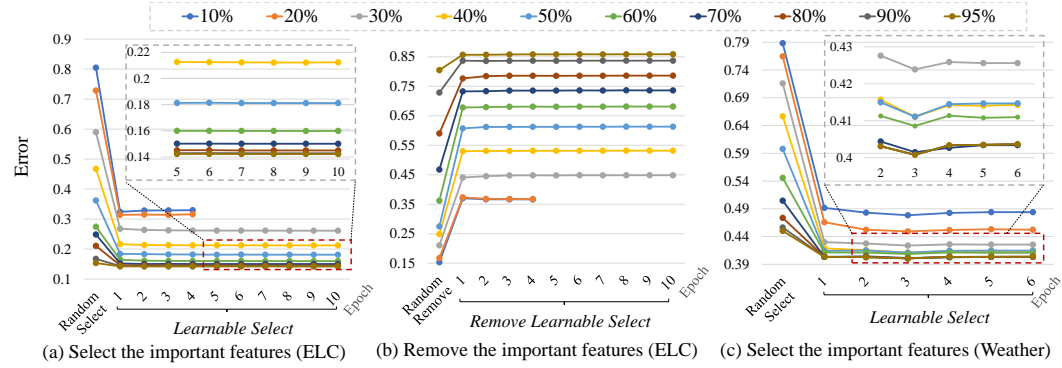 10% 20% 30% 40% 50% 60% 70% 80% 90% 95%
Error
0.9
0.8
0.7
0.6
0.5
0.4
0.3
0.2
0.1
0.22
0.2
0.18
0.16
0.14
5 6 7 8 9 10
Random Select
1 2 3 4 5 6 7 8 9 10
Epoch
Learnable Select
(a) Select the important features (ELC)
0.85
0.75
0.65
0.55
0.45
0.35
0.25
0.15
Random Remove
1 2 3 4 5 6 7 8 9 10
Epoch
Remove Learnable Select
(b) Remove the important features (ELC)
0.79
0.74
0.69
0.64
0.59
0.54
0.49
0.44
0.39
0.43
0.42
0.41
0.4
2 3 4 5 6
Random Select
1 2 3 4 5 6
Epoch
Learnable Select
(c) Select the important features (Weather)